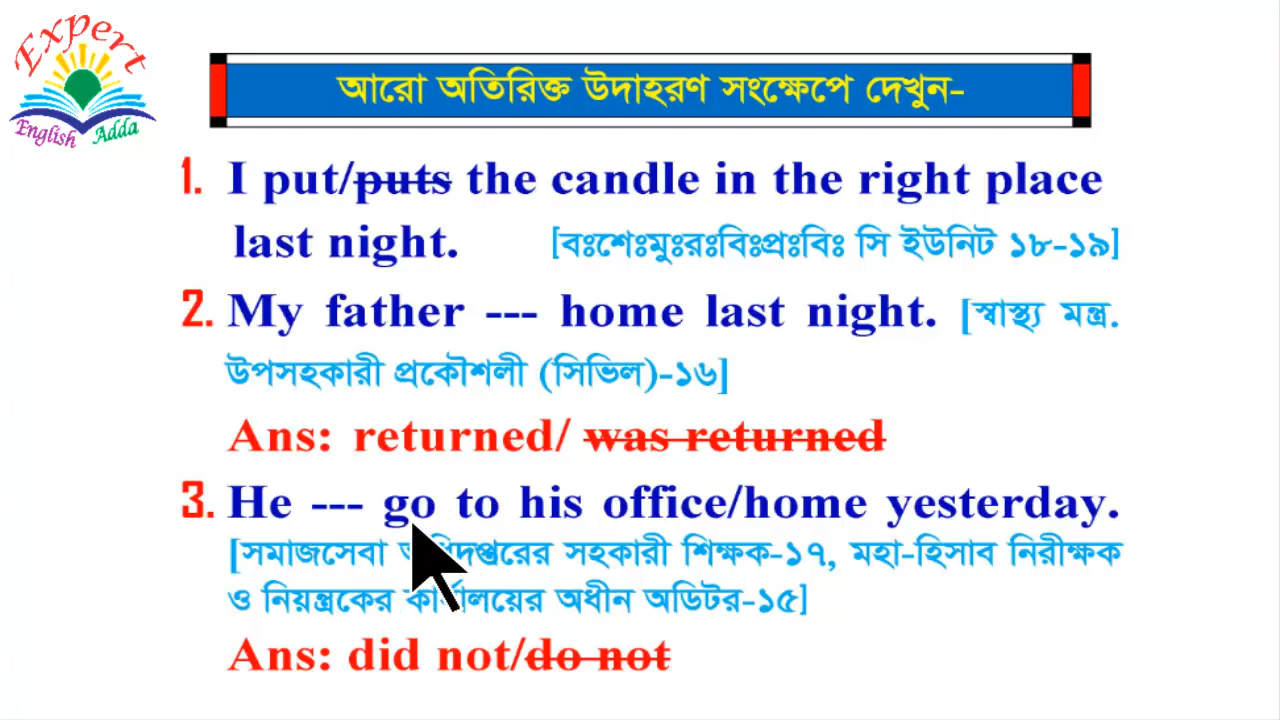 Expert
English Adda
আরো অতিরিক্ত উদাহরণ সংক্ষেপে দেখুন-
1. I put/puts the candle in the right place
last night. [বঃশেঃমুঃরঃবিঃপ্রঃবিঃ সি ইউনিট ১৮-১৯]
2. My father --- home last night. [স্বাস্থ্য মন্ত্র.
উপসহকারী প্রকৌশলী (সিভিল)-১৬]
Ans: returned/ was returned
3. He --- go to his office/home yesterday.
[সমাজসেবা সহকারী শিক্ষক-১৭, মহা-হিসাব নিরীক্ষক
ও নিয়ন্ত্রকের অধীন অডিটর-১৫]
Ans: did not/do not